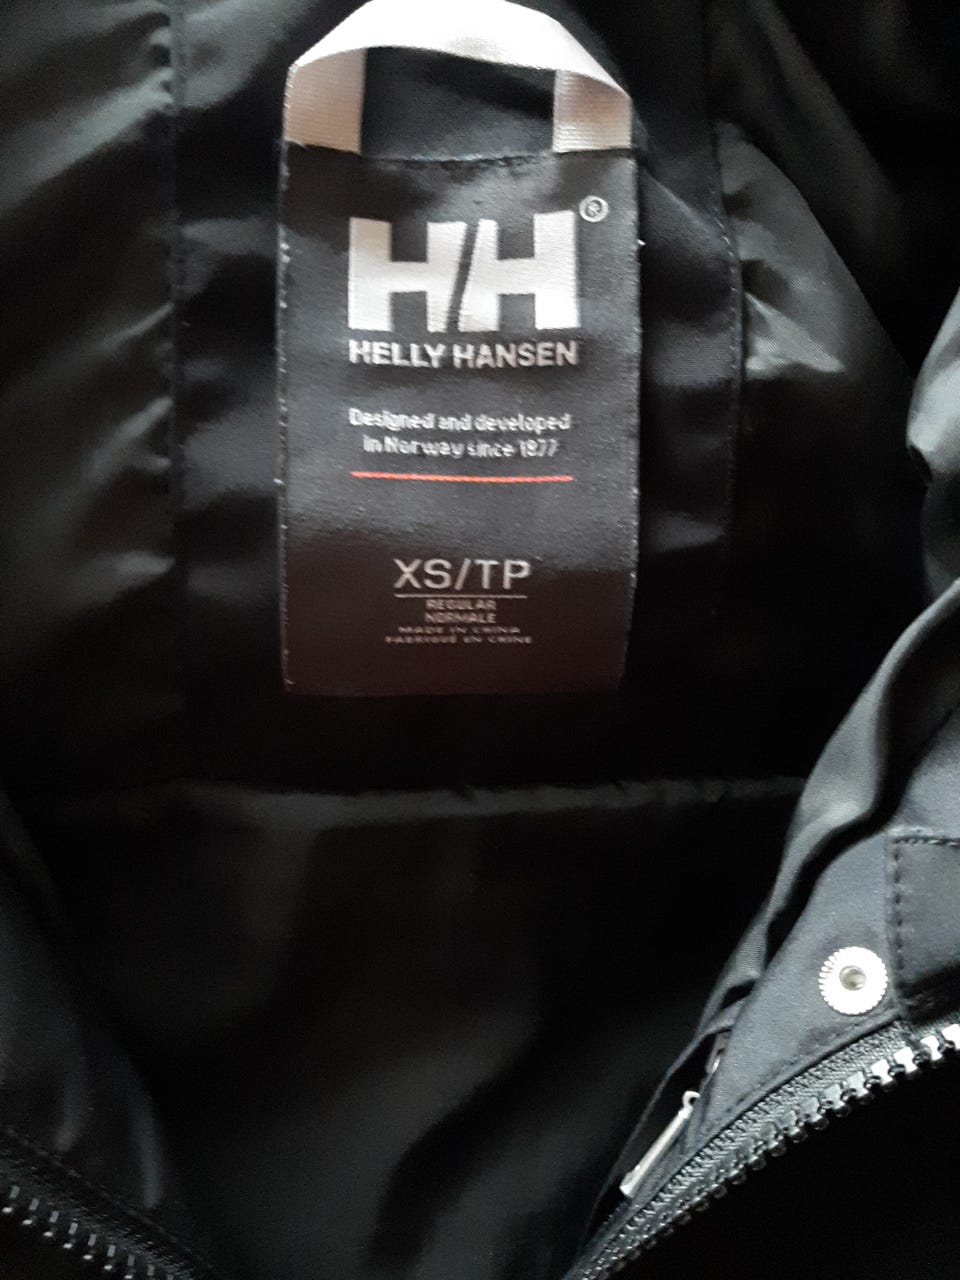 HH®
HELLY HANSEN
Designed and developed
in Norway since 1877
XS/TP
REGULAR
NORMALE
MADE IN CHINA
FABRIQUÉ EN CHINE